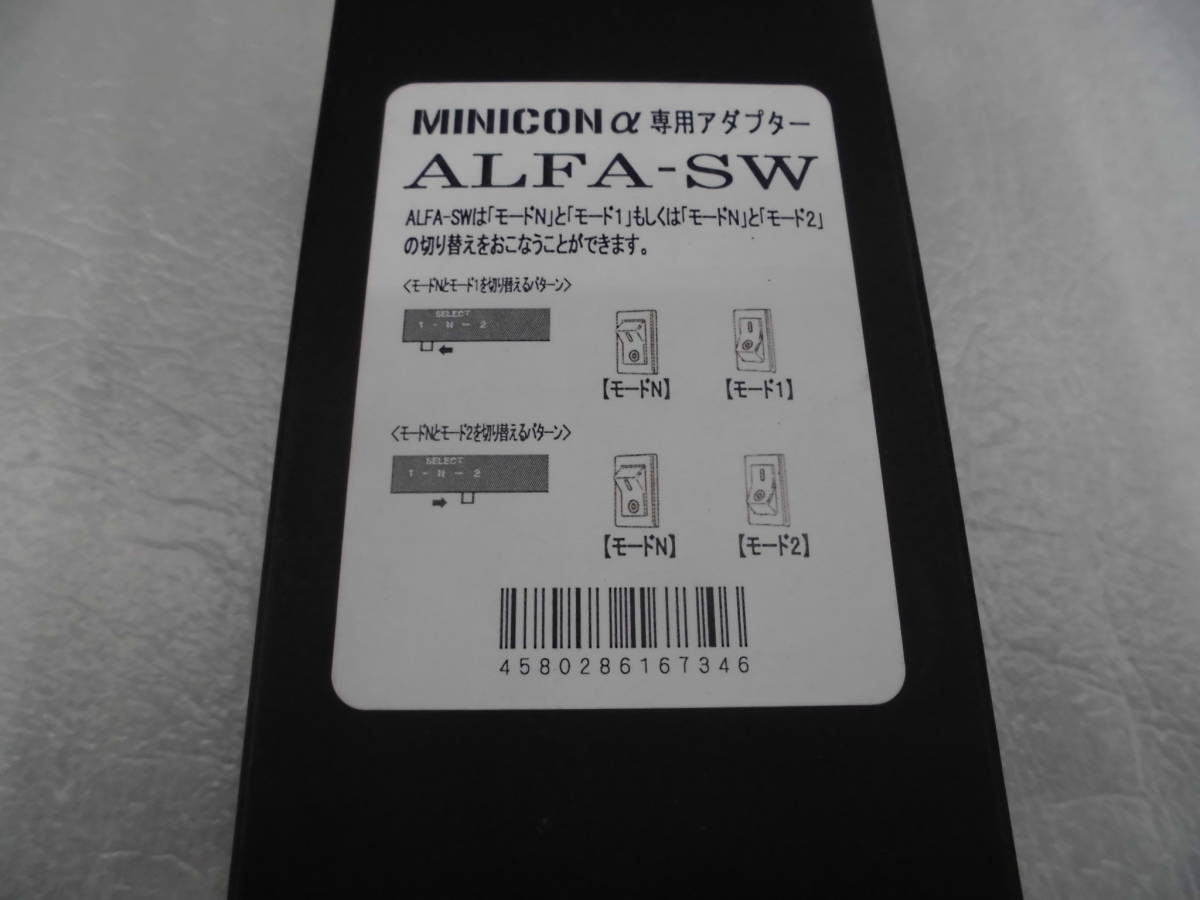 MINICON α 専用アダプター
ALFA-SW
ALFA-SWは「モードN」と「モード1」もしくは「モードN」と「モード2」
の切り替えをおこなうことができます。
<モードNとモード1を切り替えるパターン>
SELECT
1 - N - 2
【モードN】 【モード1】
<モードNとモード2を切り替えるパターン>
SELECT
1 - N - 2
【モードN】 【モード2】
4580286167346